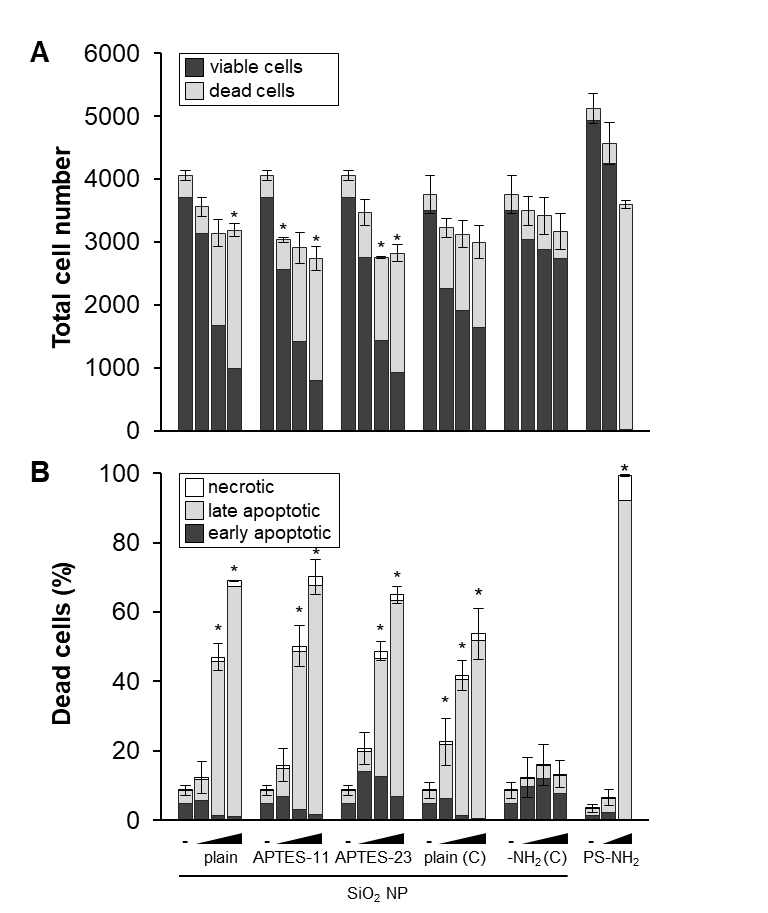 A
6000
5000
4000
3000
2000
1000
0
Total cell number
viable cells
dead cells
* * * * *
B
100
80
60
40
20
0
Dead cells (%)
necrotic
late apoptotic
early apoptotic
* * * * * * * * * *
- - - - - -
plain APTES-11 APTES-23 plain (C) -NH₂ (C) PS-NH₂
SiO₂ NP